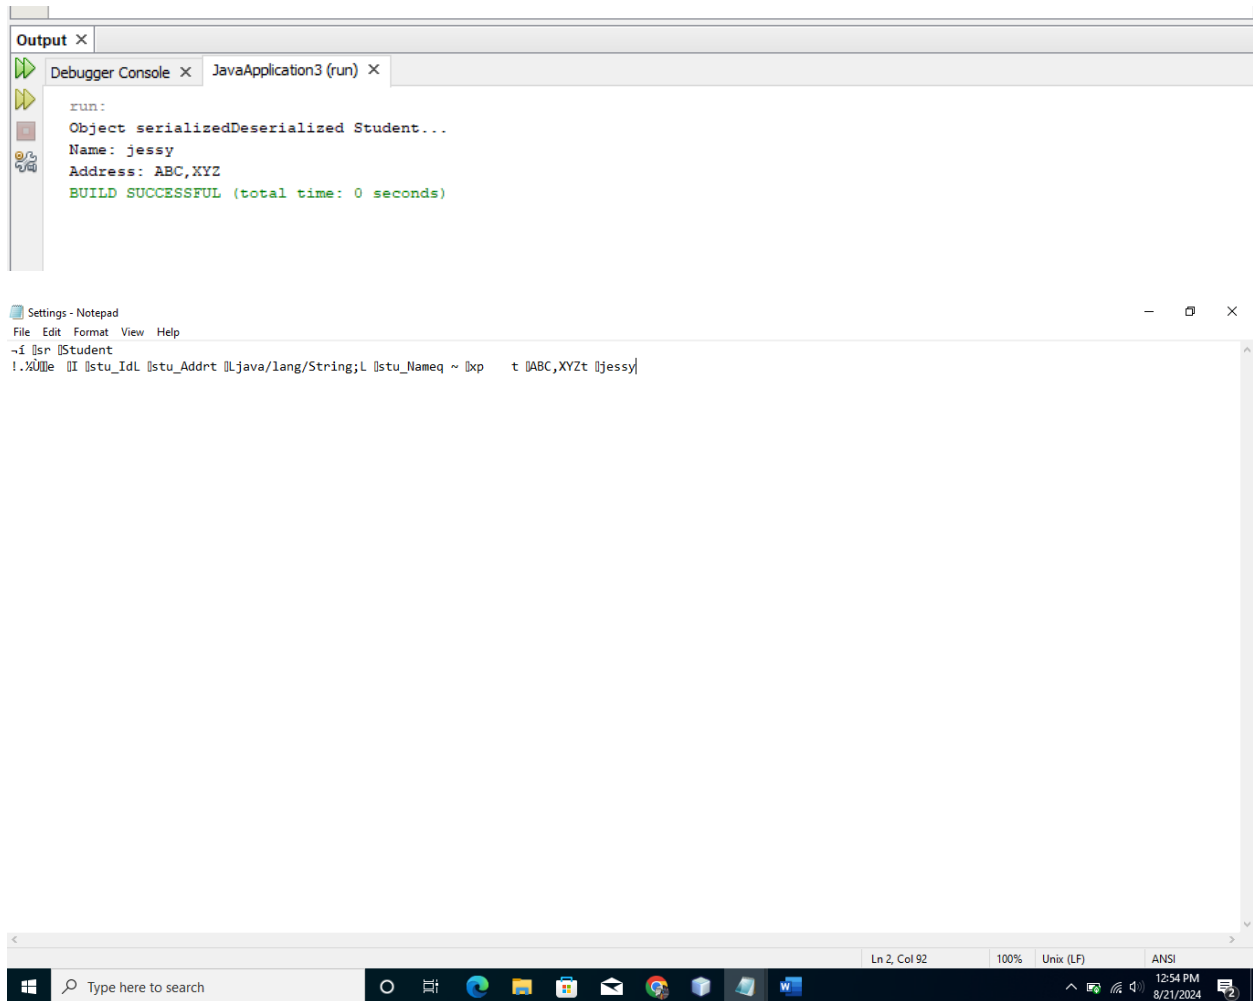 Output
Debugger Console
JavaApplication3 (run)
run:
Object serializedDeserialized Student...
Name: jessy
Address: ABC,XYZ
BUILD SUCCESSFUL (total time: 0 seconds)
Settings - Notepad
File Edit Format View Help
¬í sr Student
!. e I stu_IdL stu_Addrt Ljava/lang/String;L stu_Nameq ~ xp t ABC,XYZt jessy
Ln 2, Col 92 100% Unix (LF) ANSI
Type here to search
12:54 PM
8/21/2024
2